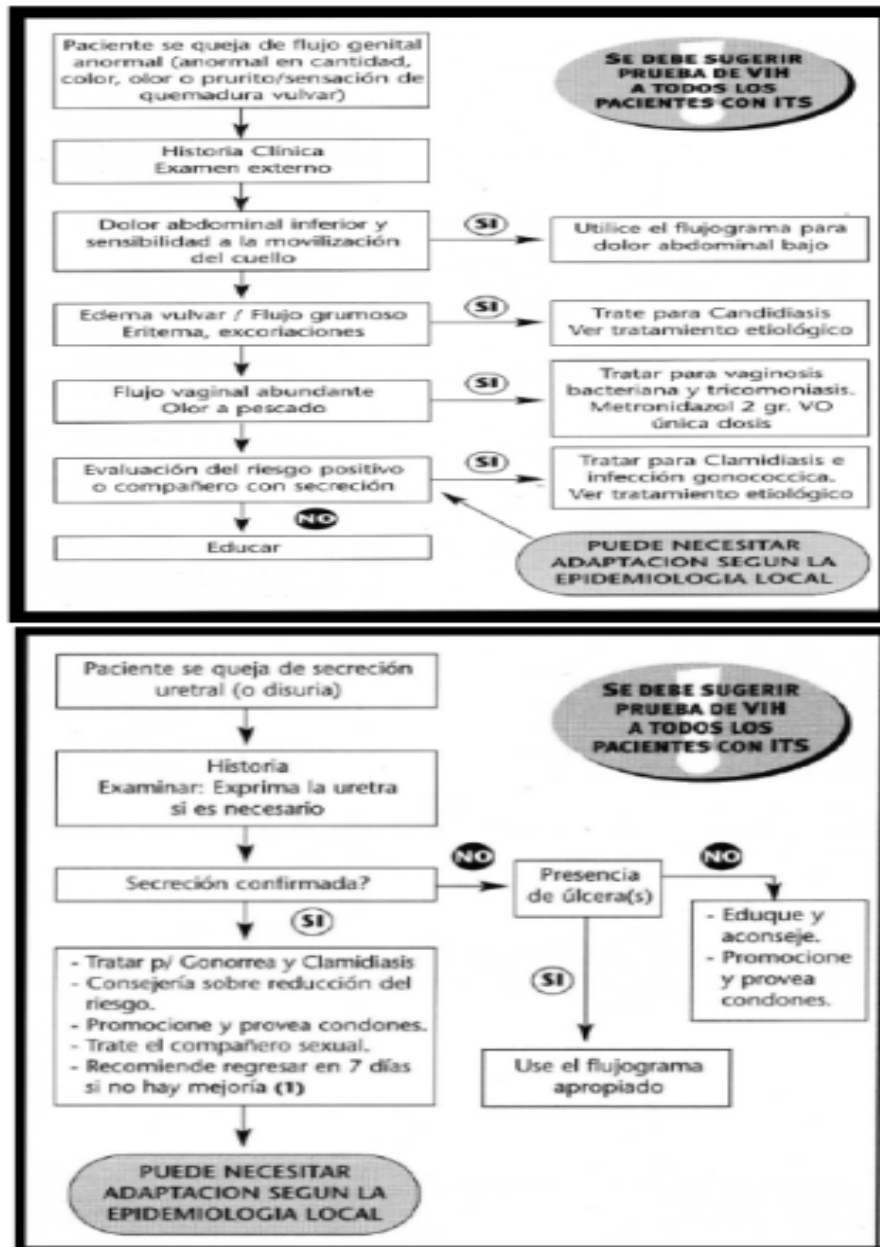 Paciente se queja de flujo genital
anormal (anormal en cantidad,
color, olor o prurito/sensación de
quemadura vulvar)
SE DEBE SUGERIR
PRUEBA DE VIH
A TODOS LOS
PACIENTES CON ITS
Historia Clínica
Examen externo
Dolor abdominal inferior y
sensibilidad a la movilización
del cuello
SI
Utilice el flujograma para
dolor abdominal bajo
Edema vulvar / Flujo grumoso
Eritema, excoriaciones
SI
Trate para Candidiasis
Ver tratamiento etiológico
Flujo vaginal abundante
Olor a pescado
SI
Tratar para vaginosis
bacteriana y tricomoniasis.
Metronidazol 2 gr. VO
única dosis
Evaluación del riesgo positivo
o compañero con secreción
SI
Tratar para Clamidiasis e
infección gonococcica.
Ver tratamiento etiológico
NO
Educar
PUEDE NECESITAR
ADAPTACION SEGUN LA
EPIDEMIOLOGIA LOCAL
Paciente se queja de secreción
uretral (o disuria)
SE DEBE SUGERIR
PRUEBA DE VIH
A TODOS LOS
PACIENTES CON ITS
Historia
Examinar: Exprima la uretra
si es necesario
Secreción confirmada?
NO
Presencia
de úlcera(s)
NO
- Eduque y
aconseje.
- Promocione
y provea
condones.
SI
- Tratar p/ Gonorrea y Clamidiasis
- Consejería sobre reducción del
riesgo.
- Promocione y provea condones.
- Trate el compañero sexual.
- Recomiende regresar en 7 días
si no hay mejoría (1)
SI
Use el flujograma
apropiado
PUEDE NECESITAR
ADAPTACION SEGUN LA
EPIDEMIOLOGIA LOCAL